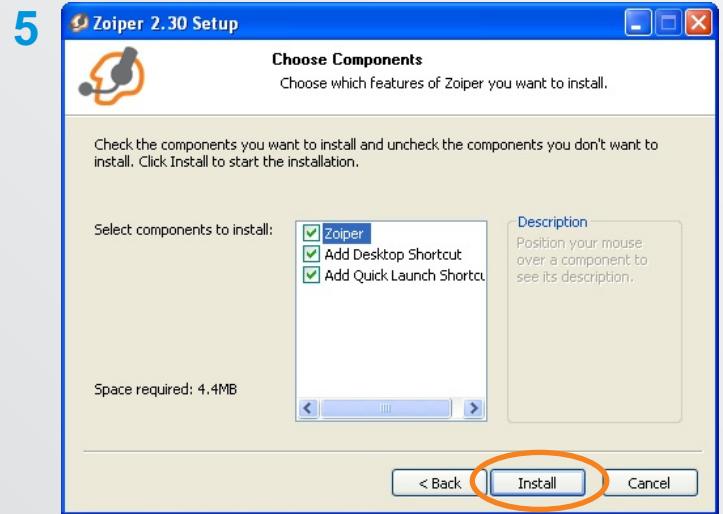 5
Zoiper 2.30 Setup
Choose Components
Choose which features of Zoiper you want to install.
Check the components you want to install and uncheck the components you don't want to
install. Click Install to start the installation.
Select components to install:
Zoiper
Add Desktop Shortcut
Add Quick Launch Shortcu
Description
Position your mouse
over a component to
see its description.
Space required: 4.4MB
< Back
Install
Cancel